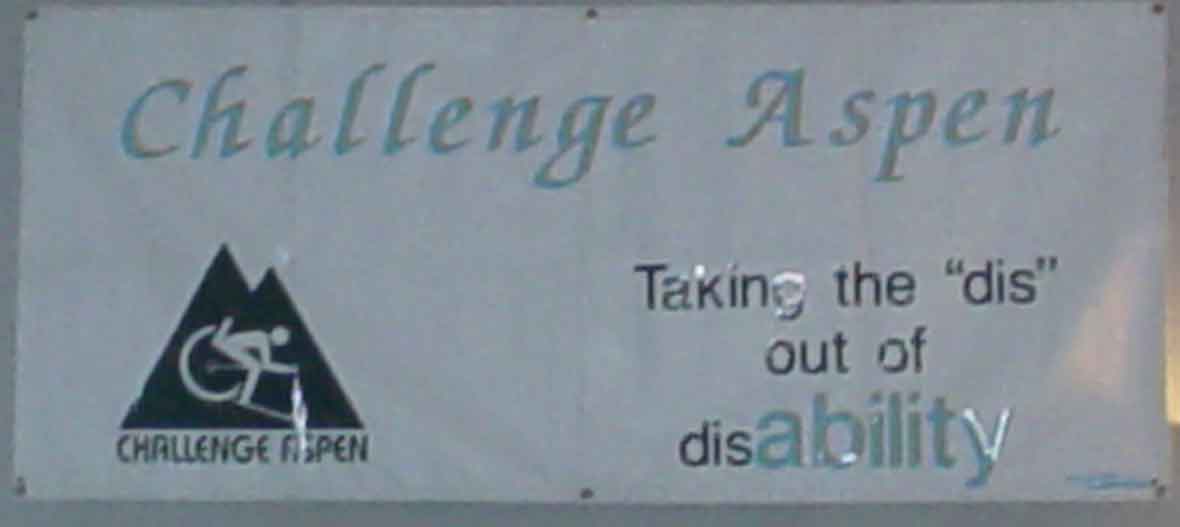 Challenge Aspen
Taking the “dis”
out of
disability
CHALLENGE ASPEN